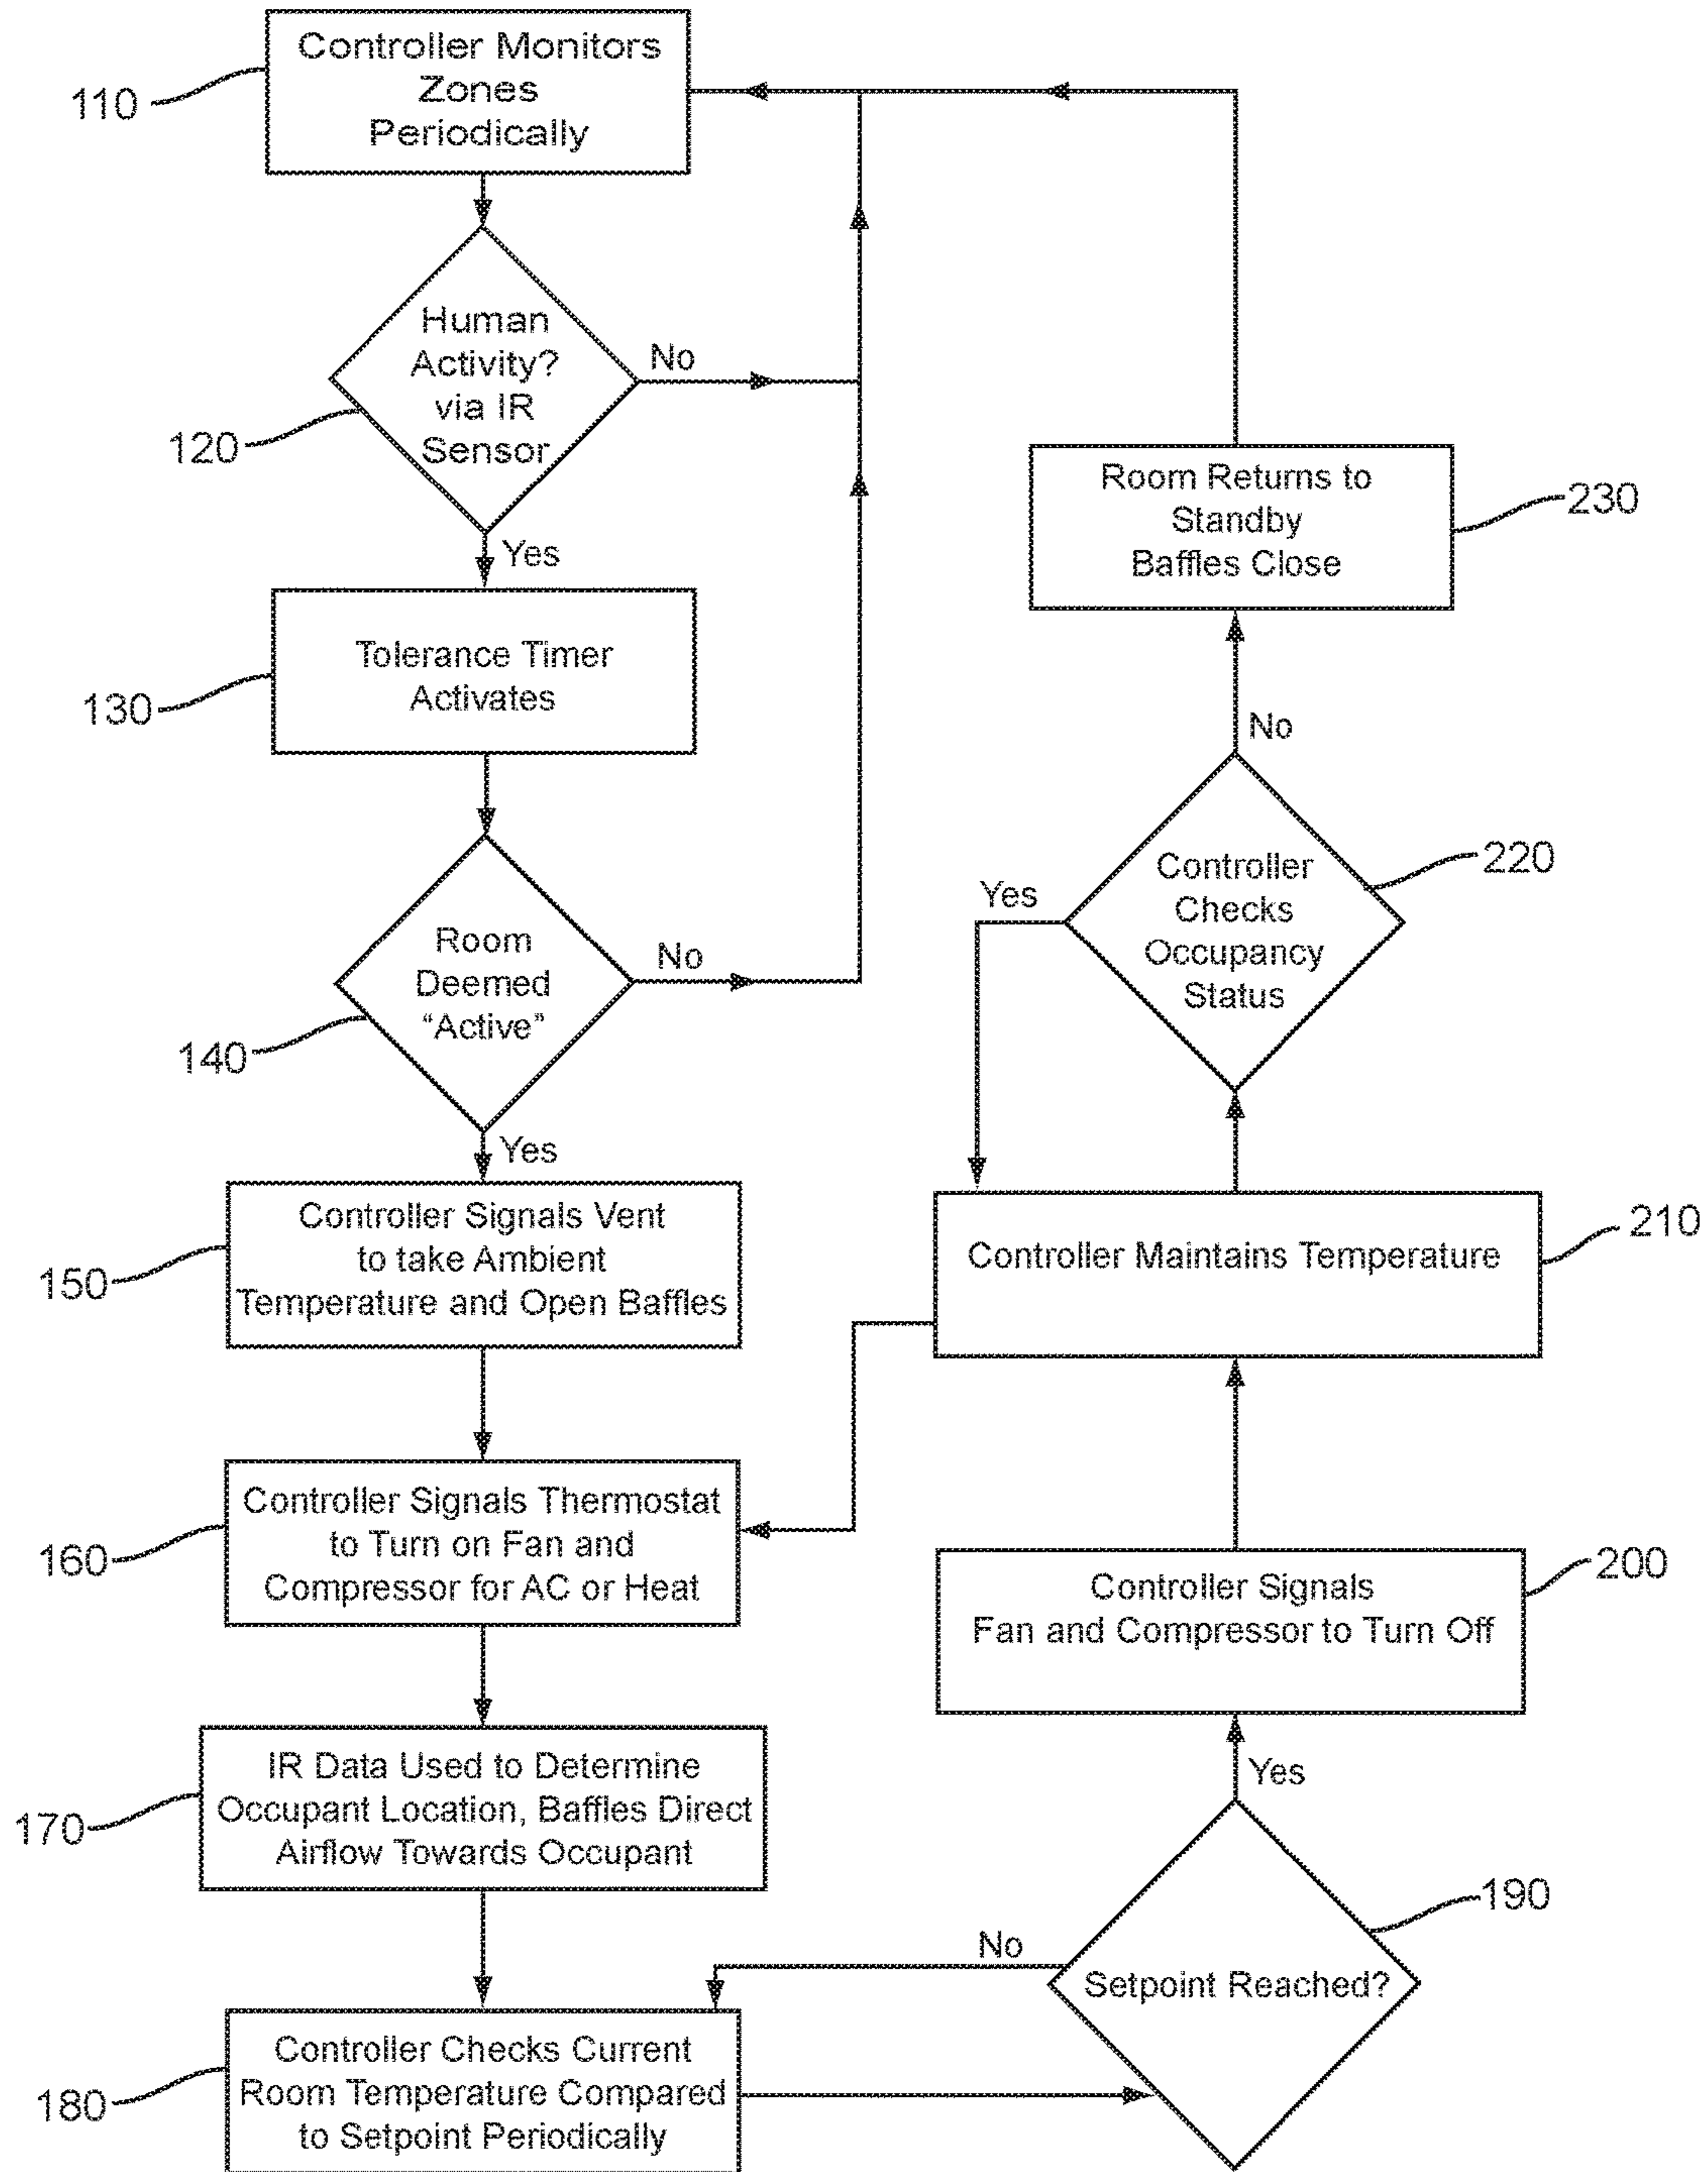 Controller Monitors
Zones
Periodically
110
Human
Activity?
via IR
Sensor
120
No
Yes
Tolerance Timer
Activates
130
Room
Deemed
“Active”
140
No
Yes
Controller Signals Vent
to take Ambient
Temperature and Open Baffles
150
Controller Signals Thermostat
to Turn on Fan and
Compressor for AC or Heat
160
IR Data Used to Determine
Occupant Location, Baffles Direct
Airflow Towards Occupant
170
Controller Checks Current
Room Temperature Compared
to Setpoint Periodically
180
Setpoint Reached?
190
No
Yes
Controller Signals
Fan and Compressor to Turn Off
200
Controller Maintains Temperature
210
Controller
Checks
Occupancy
Status
220
Yes
No
Room Returns to
Standby
Baffles Close
230